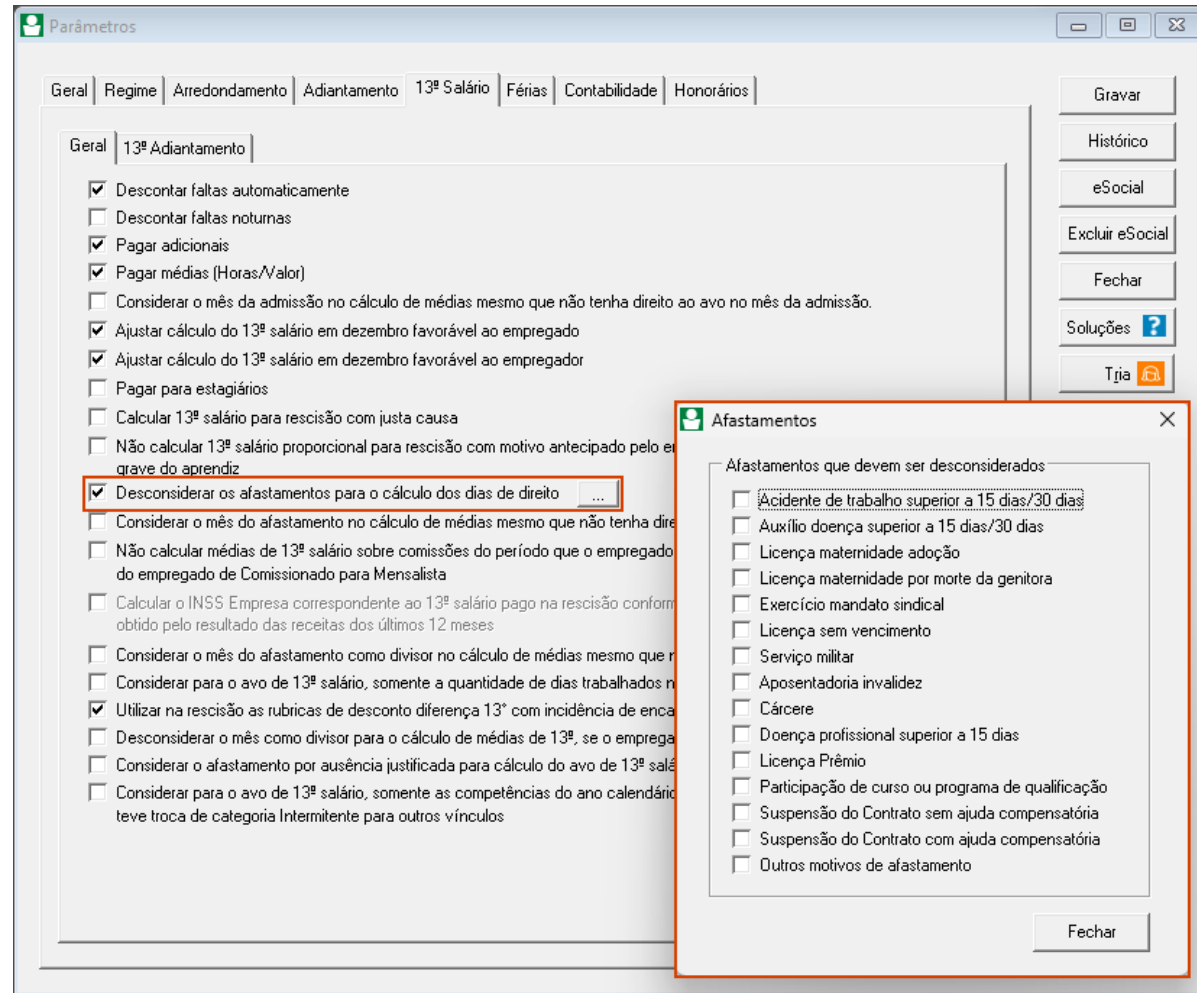 Parâmetros
Geral Regime Arredondamento Adiantamento 13º Salário Férias Contabilidade Honorários
Gravar
Histórico
eSocial
Excluir eSocial
Fechar
Soluções ?
Tria
Geral 13º Adiantamento
Descontar faltas automaticamente
Descontar faltas noturnas
Pagar adicionais
Pagar médias (Horas/Valor)
Considerar o mês da admissão no cálculo de médias mesmo que não tenha direito ao avo no mês da admissão.
Ajustar cálculo do 13º salário em dezembro favorável ao empregado
Ajustar cálculo do 13º salário em dezembro favorável ao empregador
Pagar para estagiários
Calcular 13º salário para rescisão com justa causa
Não calcular 13º salário proporcional para rescisão com motivo antecipado pelo
grave do aprendiz
Desconsiderar os afastamentos para o cálculo dos dias de direito ...
Considerar o mês do afastamento no cálculo de médias mesmo que não tenha
Não calcular médias de 13º salário sobre comissões do período que o empregado
do empregado de Comissionado para Mensalista
Calcular o INSS Empresa correspondente ao 13º salário pago na rescisão
obtido pelo resultado das receitas dos últimos 12 meses
Considerar o mês do afastamento como divisor no cálculo de médias mesmo que
Considerar para o avo de 13º salário, somente a quantidade de dias trabalhados
Utilizar na rescisão as rubricas de desconto diferença 13° com incidência de
Desconsiderar o mês como divisor para o cálculo de médias de 13º, se o
Considerar o afastamento por ausência justificada para cálculo do avo de 13º
Considerar para o avo de 13º salário, somente as competências do ano
teve troca de categoria Intermitente para outros vínculos
Afastamentos
Afastamentos que devem ser desconsiderados
Acidente de trabalho superior a 15 dias/30 dias
Auxílio doença superior a 15 dias/30 dias
Licença maternidade adoção
Licença maternidade por morte da genitora
Exercício mandato sindical
Licença sem vencimento
Serviço militar
Aposentadoria invalidez
Cárcere
Doença profissional superior a 15 dias
Licença Prêmio
Participação de curso ou programa de qualificação
Suspensão do Contrato sem ajuda compensatória
Suspensão do Contrato com ajuda compensatória
Outros motivos de afastamento
Fechar